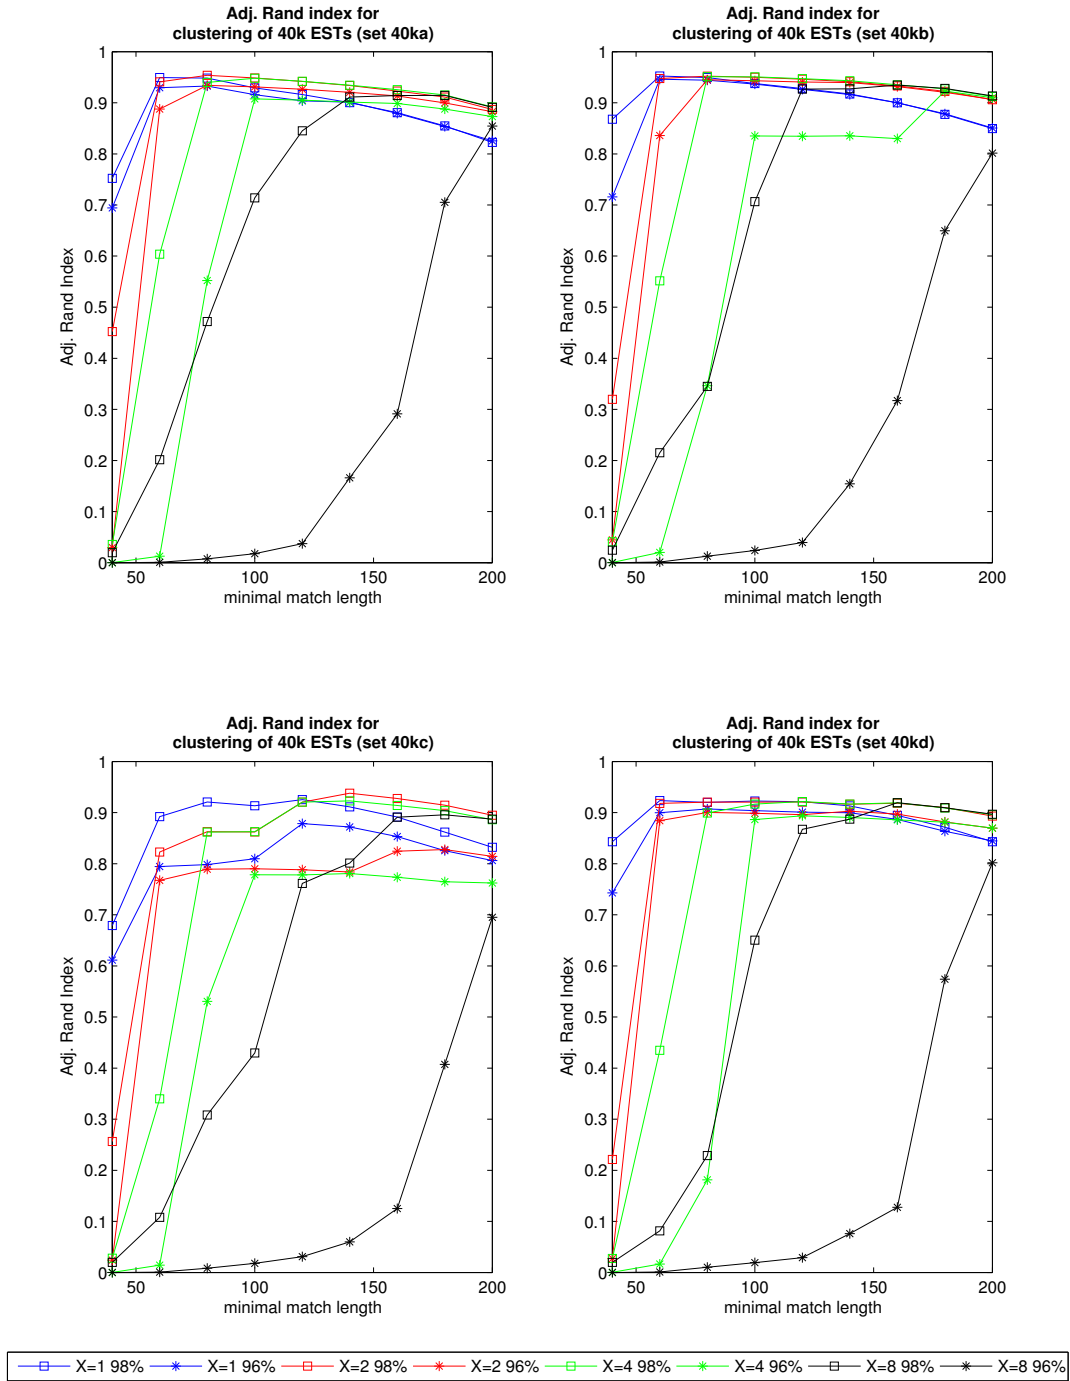 Adj. Rand index for
clustering of 40k ESTs (set 40ka)
1
0.9
0.8
0.7
0.6
0.5
0.4
0.3
0.2
0.1
0
Adj. Rand Index
50 100 150 200
minimal match length
Adj. Rand index for
clustering of 40k ESTs (set 40kb)
1
0.9
0.8
0.7
0.6
0.5
0.4
0.3
0.2
0.1
0
Adj. Rand Index
50 100 150 200
minimal match length
Adj. Rand index for
clustering of 40k ESTs (set 40kc)
1
0.9
0.8
0.7
0.6
0.5
0.4
0.3
0.2
0.1
0
Adj. Rand Index
50 100 150 200
minimal match length
Adj. Rand index for
clustering of 40k ESTs (set 40kd)
1
0.9
0.8
0.7
0.6
0.5
0.4
0.3
0.2
0.1
0
Adj. Rand Index
50 100 150 200
minimal match length
X=1 98% X=1 96% X=2 98% X=2 96% X=4 98% X=4 96% X=8 98% X=8 96%